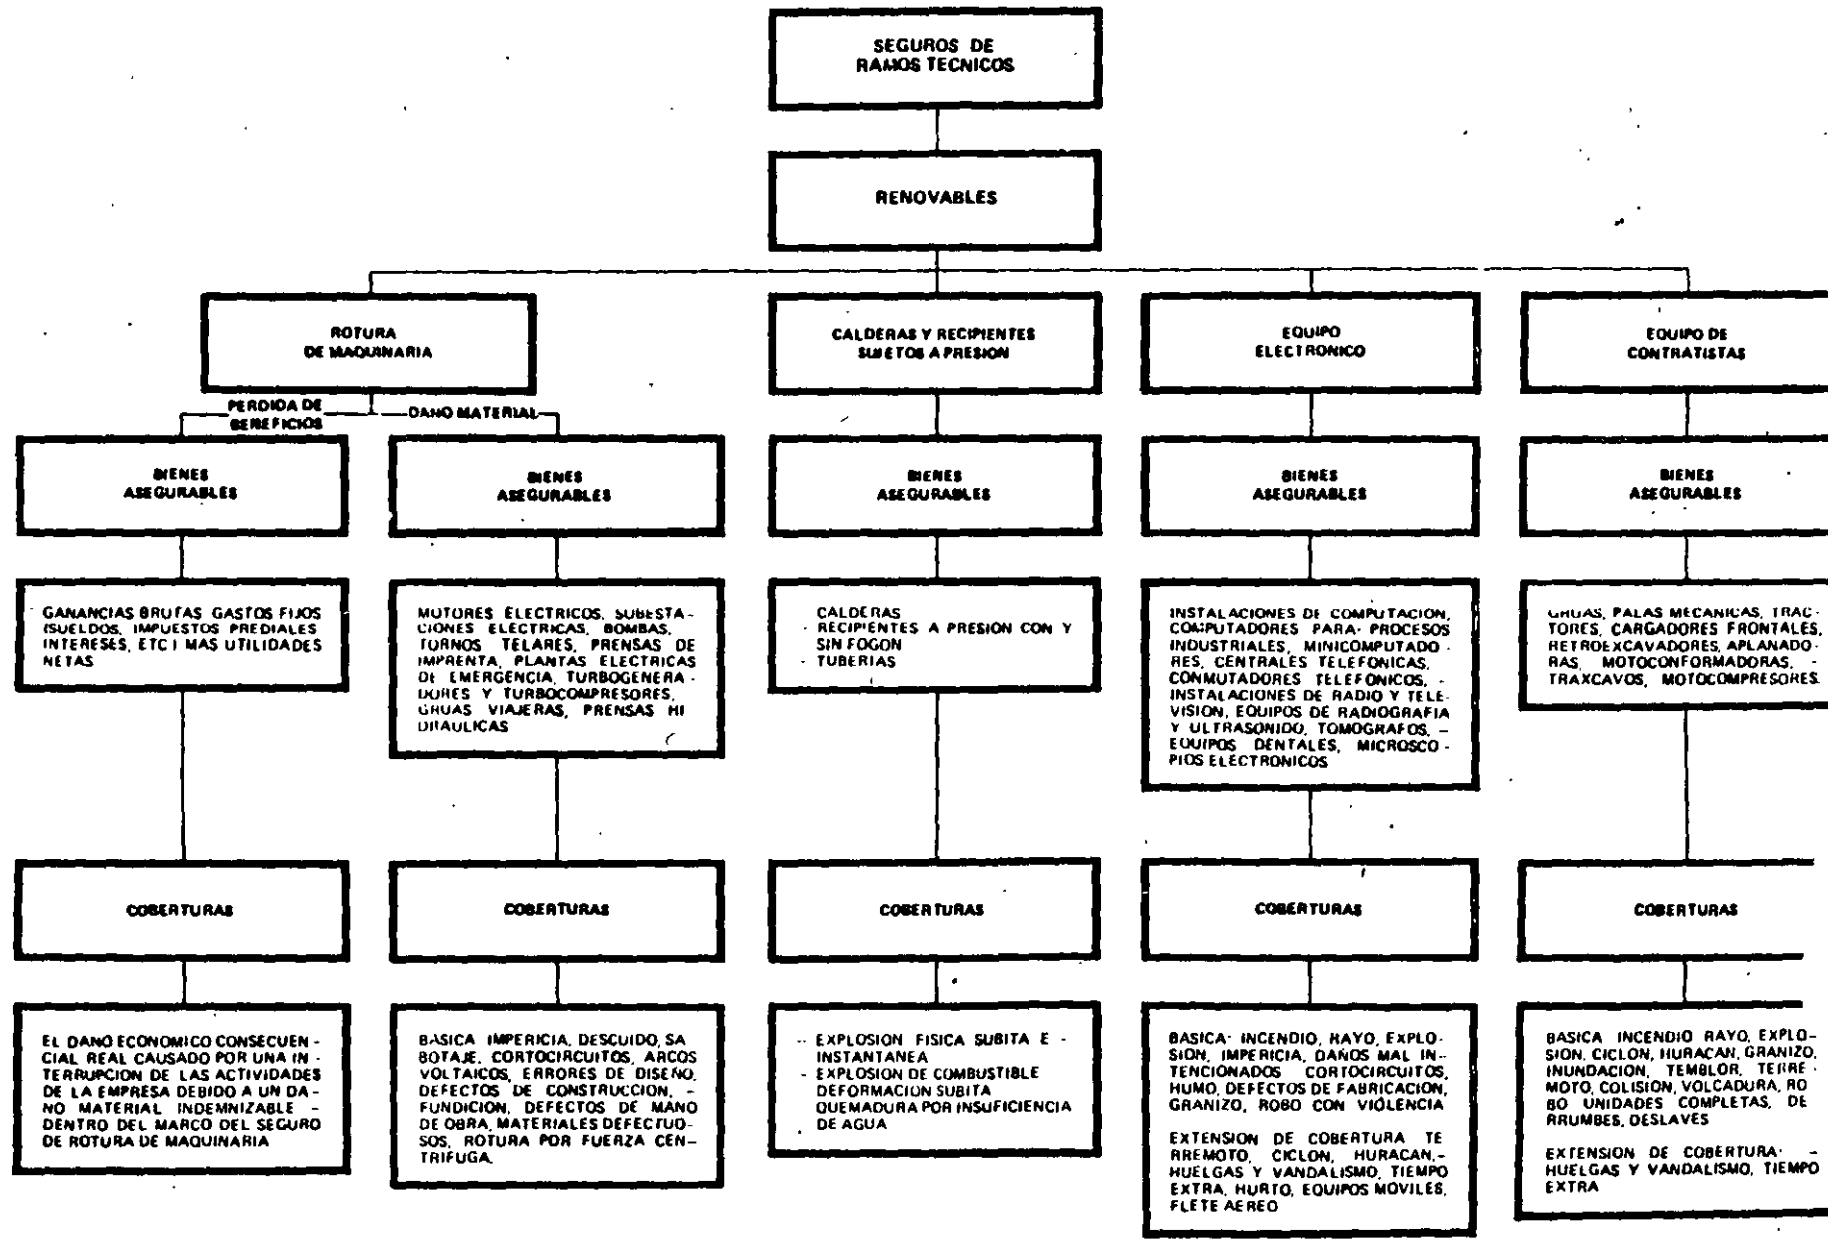 SEGUROS DE
RAMOS TECNICOS
RENOVABLES
ROTURA
DE MAQUINARIA
CALDERAS Y RECIPIENTES
SUJETOS A PRESION
EQUIPO
ELECTRONICO
EQUIPO DE
CONTRATISTAS
PERDIDA DE
BENEFICIOS
DANO MATERIAL
BIENES
ASEGURABLES
BIENES
ASEGURABLES
BIENES
ASEGURABLES
BIENES
ASEGURABLES
BIENES
ASEGURABLES
GANANCIAS BRUTAS GASTOS FIJOS
(SUELDOS, IMPUESTOS PREDIALES
INTERESES, ETC) MAS UTILIDADES
NETAS
MOTORES ELECTRICOS, SUBESTA-
CIONES ELECTRICAS, BOMBAS,
TORNOS TELARES, PRENSAS DE
IMPRENTA, PLANTAS ELECTRICAS
DE EMERGENCIA, TURBOGENERA-
DORES Y TURBOCOMPRESORES,
GRUAS VIAJERAS, PRENSAS HI
DRAULICAS
- CALDERAS
- RECIPIENTES A PRESION CON Y
SIN FOGON
- TUBERIAS
INSTALACIONES DE COMPUTACION,
COMPUTADORES PARA PROCESOS
INDUSTRIALES, MINICOMPUTADO-
RES, CENTRALES TELEFONICAS,
CONMUTADORES TELEFONICOS, -
INSTALACIONES DE RADIO Y TELE-
VISION, EQUIPOS DE RADIOGRAFIA
Y ULTRASONIDO, TOMOGRAFOS, -
EQUIPOS DENTALES, MICROSCO-
PIOS ELECTRONICOS
GRUAS, PALAS MECANICAS, TRAC-
TORES, CARGADORES FRONTALES,
RETROEXCAVADORES, APLANADO-
RAS, MOTOCONFORMADORAS, -
TRAXCAVOS, MOTOCOMPRESORES.
COBERTURAS
COBERTURAS
COBERTURAS
COBERTURAS
COBERTURAS
EL DANO ECONOMICO CONSECUEN-
CIAL REAL CAUSADO POR UNA IN-
TERRUPCION DE LAS ACTIVIDADES
DE LA EMPRESA DEBIDO A UN DA-
NO MATERIAL INDEMNIZABLE -
DENTRO DEL MARCO DEL SEGURO
DE ROTURA DE MAQUINARIA
BASICA IMPERICIA, DESCUIDO, SA
BOTAJE, CORTOCIRCUITOS, ARCOS
VOLTAICOS, ERRORES DE DISEÑO,
DEFECTOS DE CONSTRUCCION, -
FUNDICION, DEFECTOS DE MANO
DE OBRA, MATERIALES DEFECTUO-
SOS, ROTURA POR FUERZA CEN-
TRIFUGA.
- EXPLOSION FISICA SUBITA E -
INSTANTANEA
- EXPLOSION DE COMBUSTIBLE
DEFORMACION SUBITA
QUEMADURA POR INSUFICIENCIA
DE AGUA
BASICA: INCENDIO, RAYO, EXPLO-
SION, IMPERICIA, DAÑOS MAL IN-
TENCIONADOS CORTOCIRCUITOS,
HUMO, DEFECTOS DE FABRICACION,
GRANIZO, ROBO CON VIOLENCIA
EXTENSION DE COBERTURA TE
RREMOTO, CICLON, HURACAN,-
HUELGAS Y VANDALISMO, TIEMPO
EXTRA, HURTO, EQUIPOS MOVILES,
FLETE AEREO
BASICA INCENDIO RAYO, EXPLO-
SION, CICLON, HURACAN, GRANIZO,
INUNDACION, TEMBLOR, TERRE-
MOTO, COLISION, VOLCADURA, RO
BO UNIDADES COMPLETAS, DE
RRUMBES, DESLAVES
EXTENSION DE COBERTURA -
HUELGAS Y VANDALISMO, TIEMPO
EXTRA